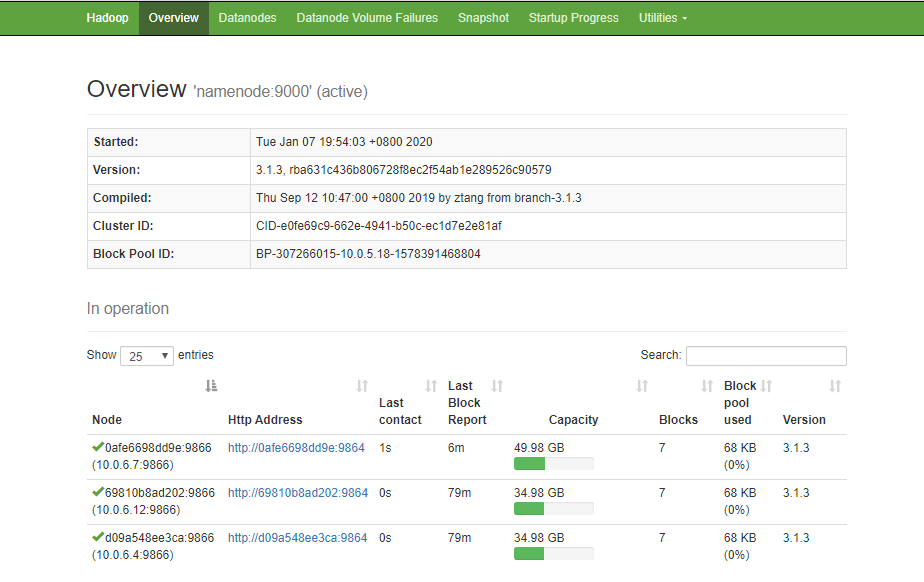 Hadoop Overview Datanodes Datanode Volume Failures Snapshot Startup Progress Utilities
Overview 'namenode:9000' (active)
Started: Tue Jan 07 19:54:03 +0800 2020
Version: 3.1.3, rba631c436b806728f8ec2f54ab1e289526c90579
Compiled: Thu Sep 12 10:47:00 +0800 2019 by ztang from branch-3.1.3
Cluster ID: CID-e0fe69c9-662e-4941-b50c-ec1d7e2e81af
Block Pool ID: BP-307266015-10.0.5.18-1578391468804
In operation
Show 25 entries Search:
Node Http Address Last contact Last Block Report Capacity Blocks Block pool used Version
0afe6698dd9e:9866 http://0afe6698dd9e:9864 1s 6m 49.98 GB 7 68 KB 3.1.3
(10.0.6.7:9866) (0%)
69810b8ad202:9866 http://69810b8ad202:9864 0s 79m 34.98 GB 7 68 KB 3.1.3
(10.0.6.12:9866) (0%)
d09a548ee3ca:9866 http://d09a548ee3ca:9864 0s 79m 34.98 GB 7 68 KB 3.1.3
(10.0.6.4:9866) (0%)